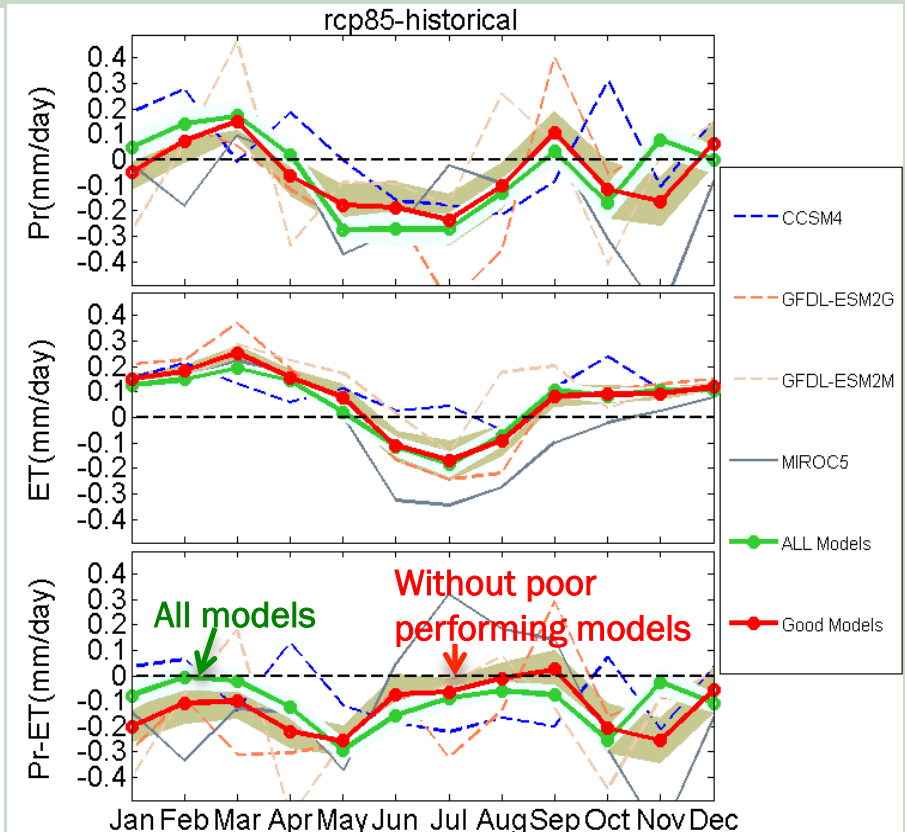 rcp85-historical
Pr(mm/day)
0.4
0.3
0.2
0.1
0
-0.1
-0.2
-0.3
-0.4
ET(mm/day)
0.4
0.3
0.2
0.1
0
-0.1
-0.2
-0.3
-0.4
Pr-ET(mm/day)
0.4
0.3
0.2
0.1
0
-0.1
-0.2
-0.3
-0.4
All models
Without poor
performing models
Jan Feb Mar Apr May Jun Jul Aug Sep Oct Nov Dec
CCSM4
GFDL-ESM2G
GFDL-ESM2M
MIROC5
ALL Models
Good Models